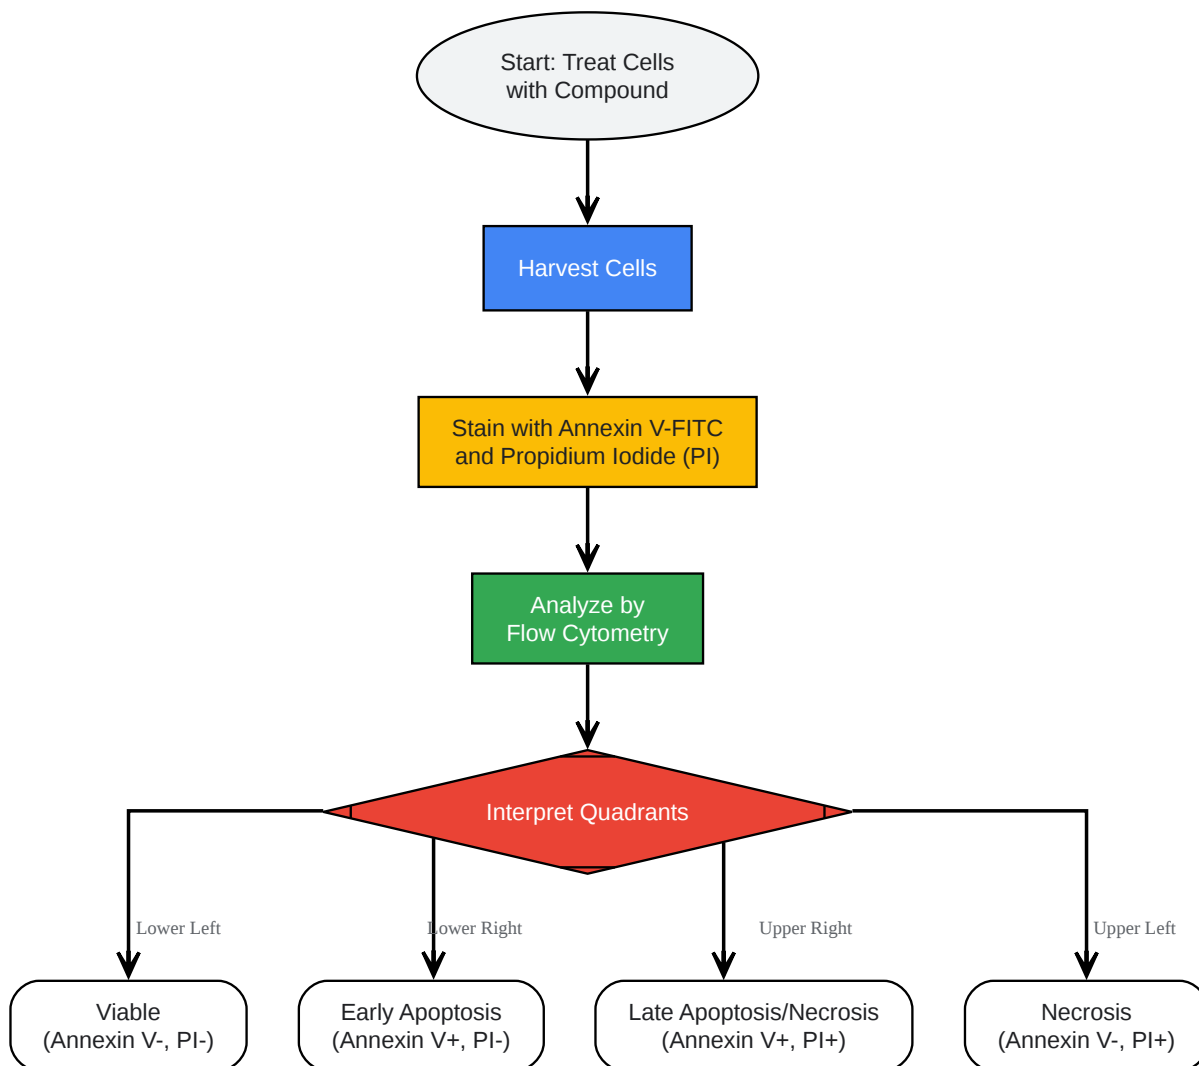 Start: Treat Cells
with Compound
Harvest Cells
Stain with Annexin V-FITC
and Propidium Iodide (PI)
Analyze by
Flow Cytometry
Interpret Quadrants
Lower Left
Lower Right
Upper Right
Upper Left
Viable
(Annexin V-, PI-)
Early Apoptosis
(Annexin V+, PI-)
Late Apoptosis/Necrosis
(Annexin V+, PI+)
Necrosis
(Annexin V-, PI+)